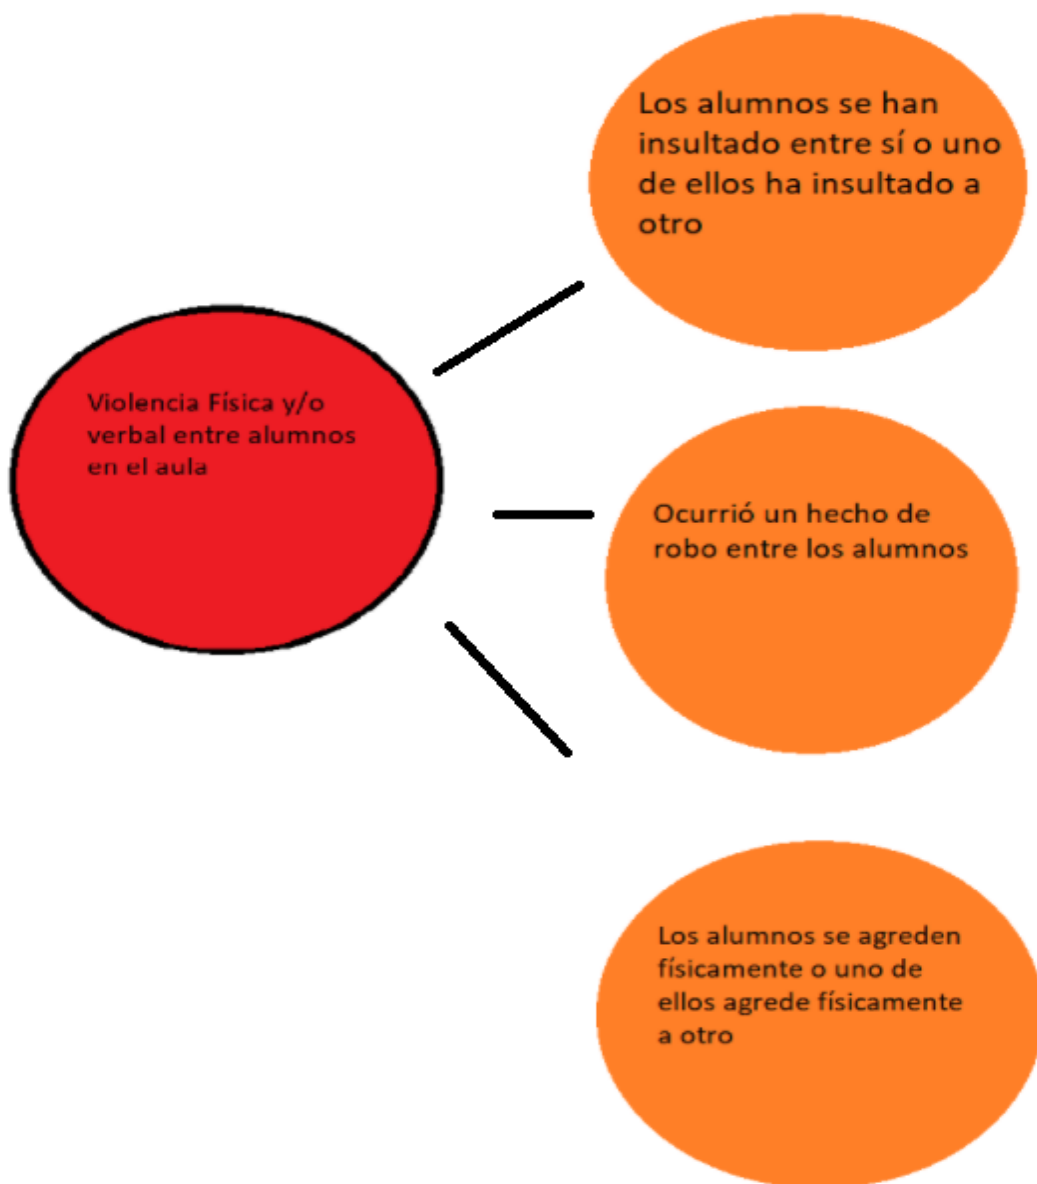 Los alumnos se han
insultado entre sí o uno
de ellos ha insultado a
otro
Violencia Física y/o
verbal entre alumnos
en el aula
Ocurrió un hecho de
robo entre los alumnos
Los alumnos se agreden
físicamente o uno de
ellos agrede físicamente
a otro